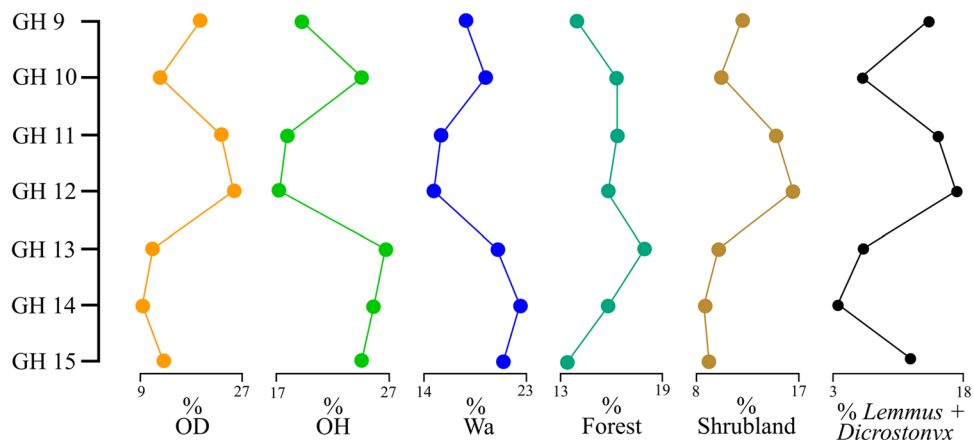 GH 9
GH 10
GH 11
GH 12
GH 13
GH 14
GH 15
9 27 17 27 14 23 13 19 8 17 3 18
% % % % % % Lemmus +
OD OH Wa Forest Shrubland Dicrostonyx